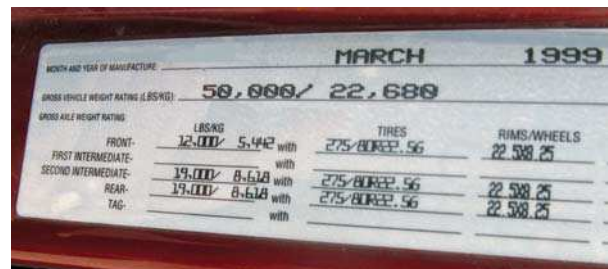 MONTH AND YEAR OF MANUFACTURE MARCH 1999
GROSS VEHICLE WEIGHT RATING (LBS/KG) 50,000/ 22,680
GROSS AXLE WEIGHT RATING
LBS/KG TIRES RIMS/WHEELS
FRONT- 12,000/ 5,442 with 275/80R22.5G 22.5X8.25
FIRST INTERMEDIATE- with
SECOND INTERMEDIATE- 19,000/ 8,618 with 275/80R22.5G 22.5X8.25
REAR- 19,000/ 8,618 with 275/80R22.5G 22.5X8.25
TAG- with